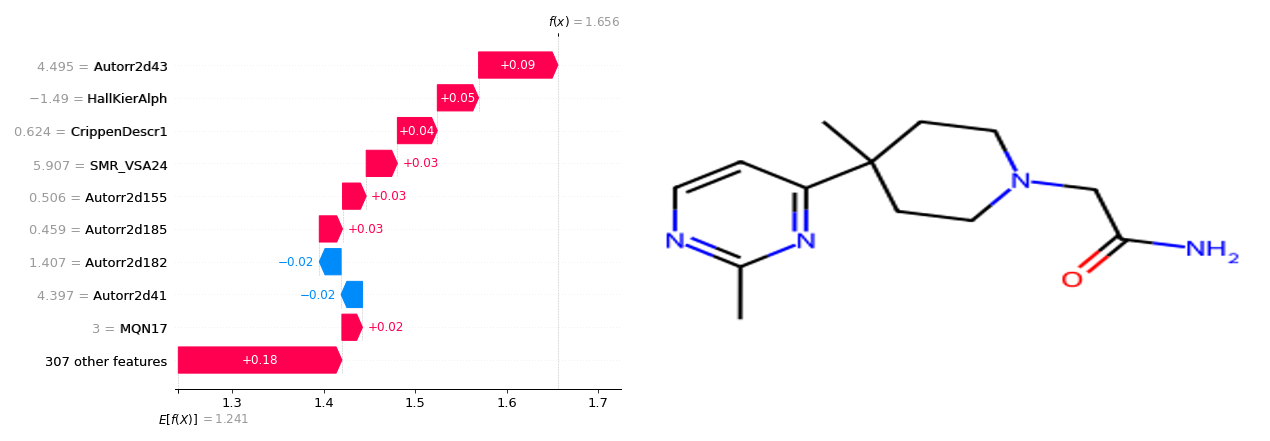 f(x) = 1.656
4.495 = Autorr2d43
+0.09
−1.49 = HallKierAlph
+0.05
0.624 = CrippenDescr1
+0.04
5.907 = SMR_VSA24
+0.03
0.506 = Autorr2d155
+0.03
0.459 = Autorr2d185
+0.03
1.407 = Autorr2d182
−0.02
4.397 = Autorr2d41
−0.02
3 = MQN17
+0.02
307 other features
+0.18
1.3 1.4 1.5 1.6 1.7
E[f(X)] = 1.241
N
N
N
O
NH2